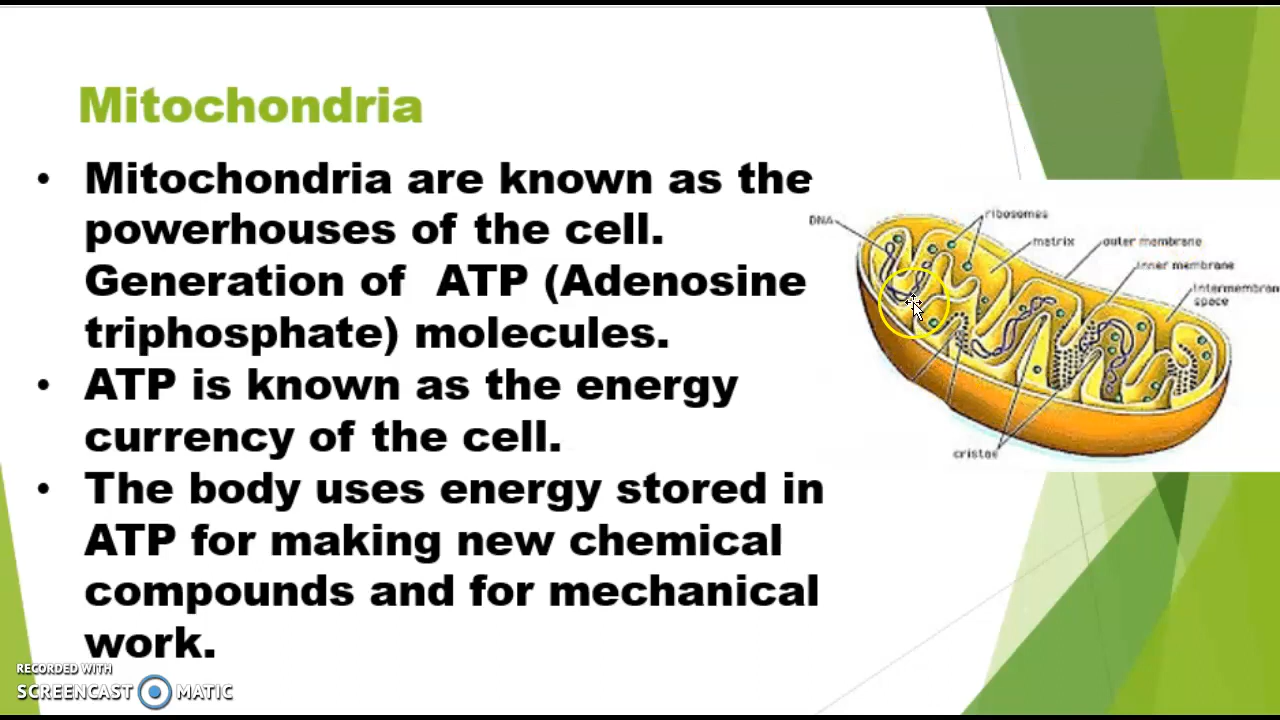 Mitochondria
• Mitochondria are known as the
powerhouses of the cell.
Generation of ATP (Adenosine
triphosphate) molecules.
• ATP is known as the energy
currency of the cell.
• The body uses energy stored in
ATP for making new chemical
compounds and for mechanical
work.
DNA
ribosomes
matrix
outer membrane
inner membrane
intermembran
space
cristae
RECORDED WITH
SCREENCAST MATIC